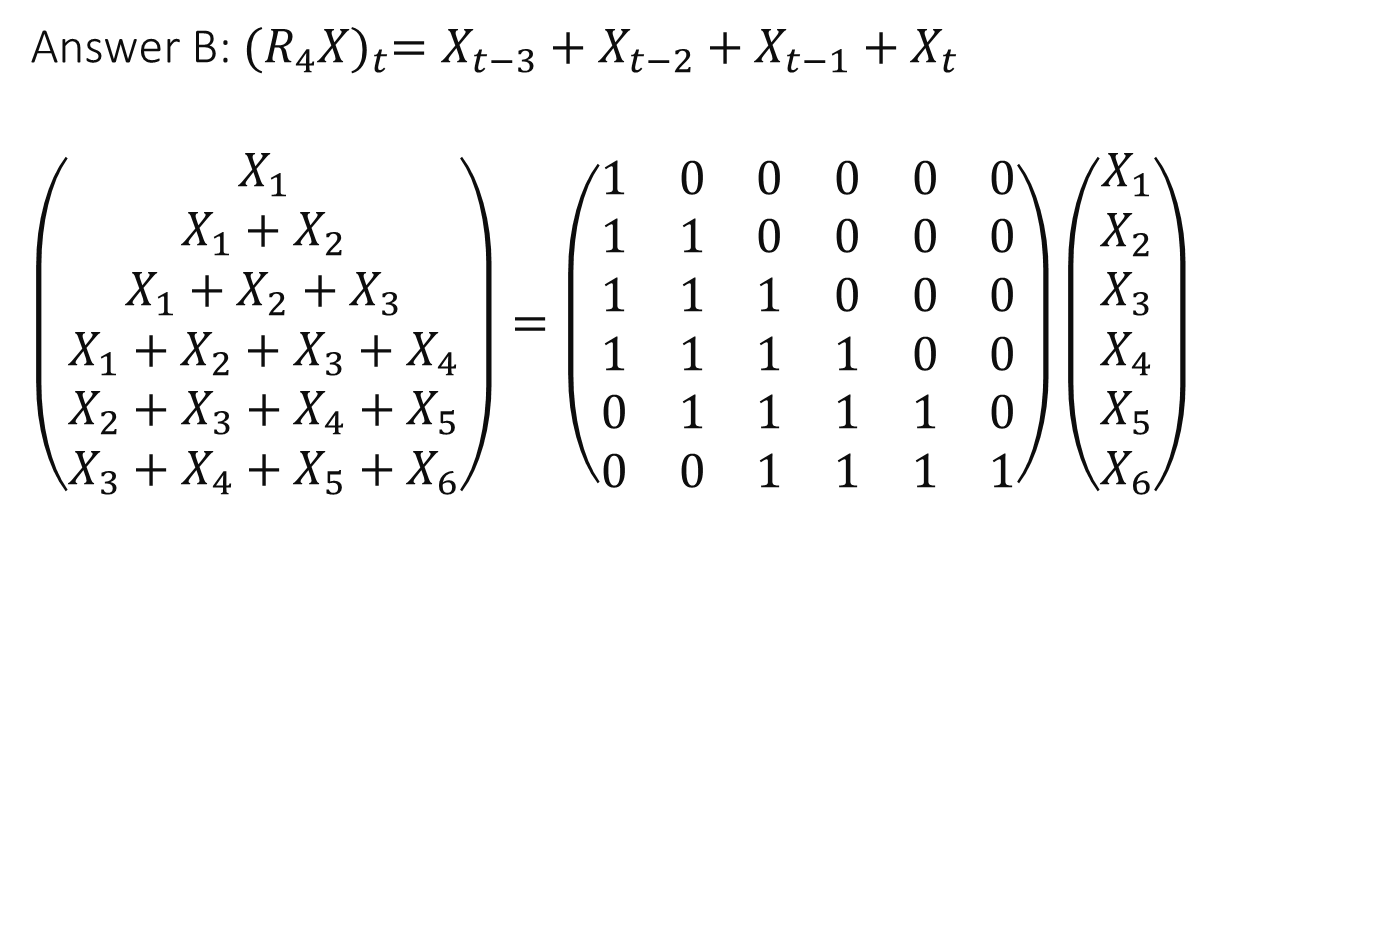 Answer B: (R₄X)ₜ= Xₜ₋₃ + Xₜ₋₂ + Xₜ₋₁ + Xₜ
X₁ 1 0 0 0 0 0 X₁
X₁ + X₂ 1 1 0 0 0 0 X₂
X₁ + X₂ + X₃ 1 1 1 0 0 0 X₃
X₁ + X₂ + X₃ + X₄ = 1 1 1 1 0 0 X₄
X₂ + X₃ + X₄ + X₅ 0 1 1 1 1 0 X₅
X₃ + X₄ + X₅ + X₆ 0 0 1 1 1 1 X₆